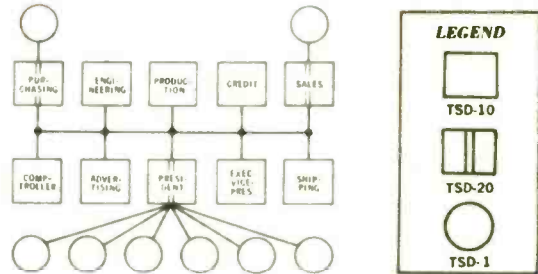 PUR-
CHASING
ENGI-
NEERING
PRODUC-
TION
CREDIT
SALES
COMP-
TROLLER
ADVER-
TISING
PRESI-
DENT
EXEC
VICE-
PRES
SHIP-
PING
LEGEND
TSD-10
TSD-20
TSD-1